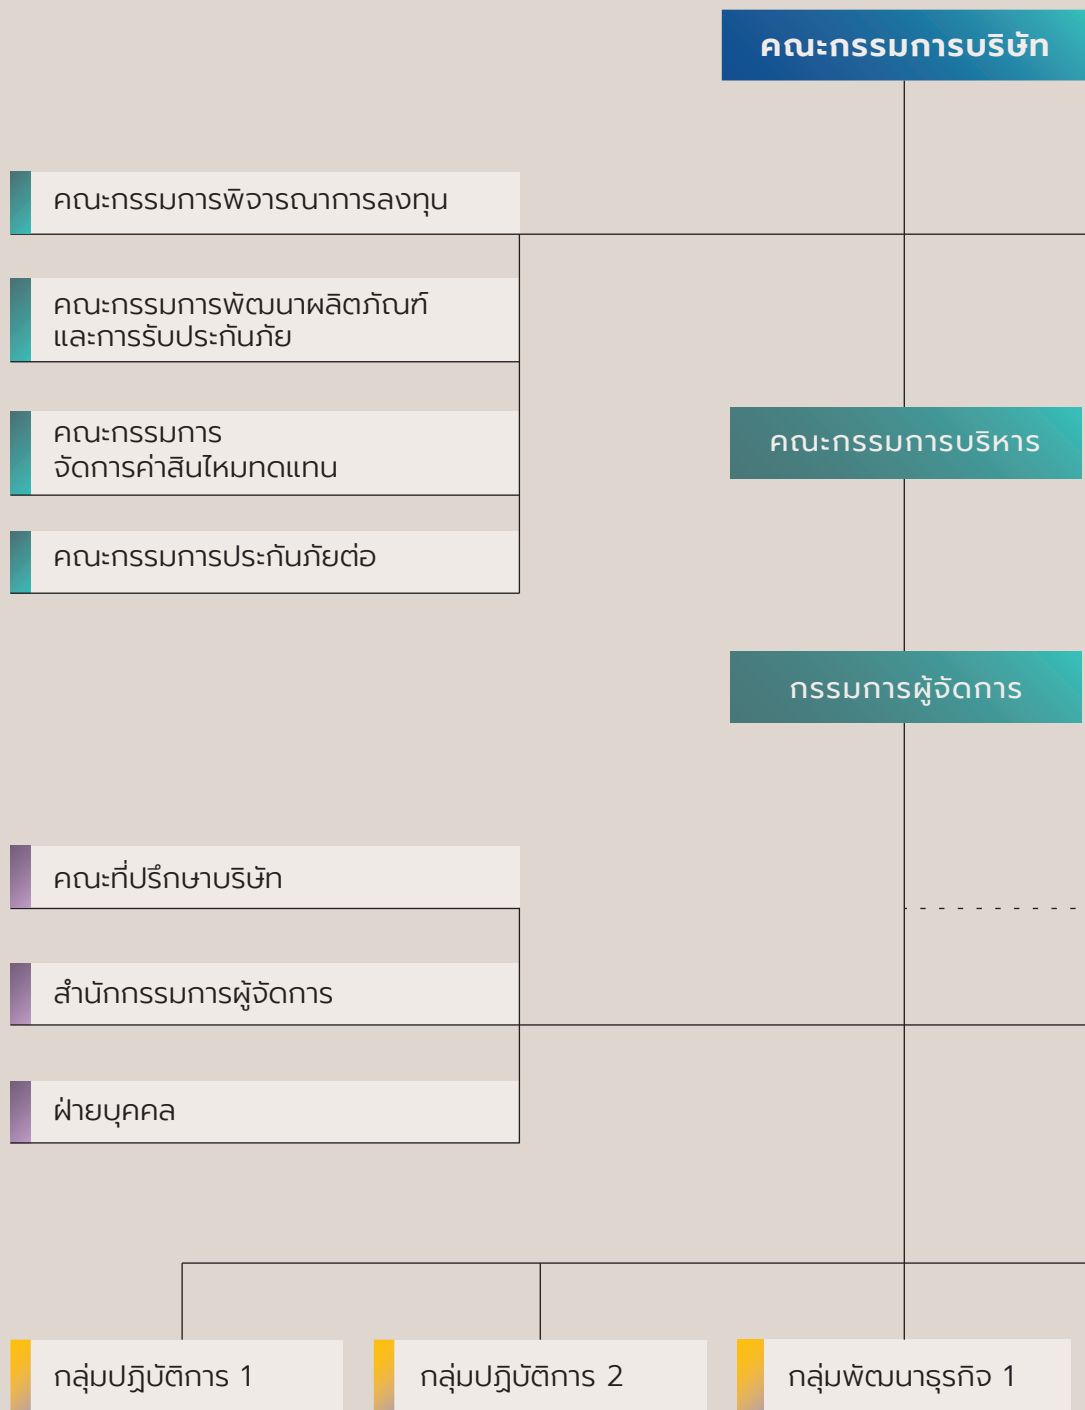 คณะกรรมการบริษัท
คณะกรรมการพิจารณาการลงทุน
คณะกรรมการพัฒนาผลิตภัณฑ์
และการรับประกันภัย
คณะกรรมการ
จัดการค่าสินไหมทดแทน
คณะกรรมการบริหาร
คณะกรรมการประกันภัยต่อ
กรรมการผู้จัดการ
คณะที่ปรึกษาบริษัท
สำนักกรรมการผู้จัดการ
ฝ่ายบุคคล
กลุ่มปฏิบัติการ 1
กลุ่มปฏิบัติการ 2
กลุ่มพัฒนาธุรกิจ 1